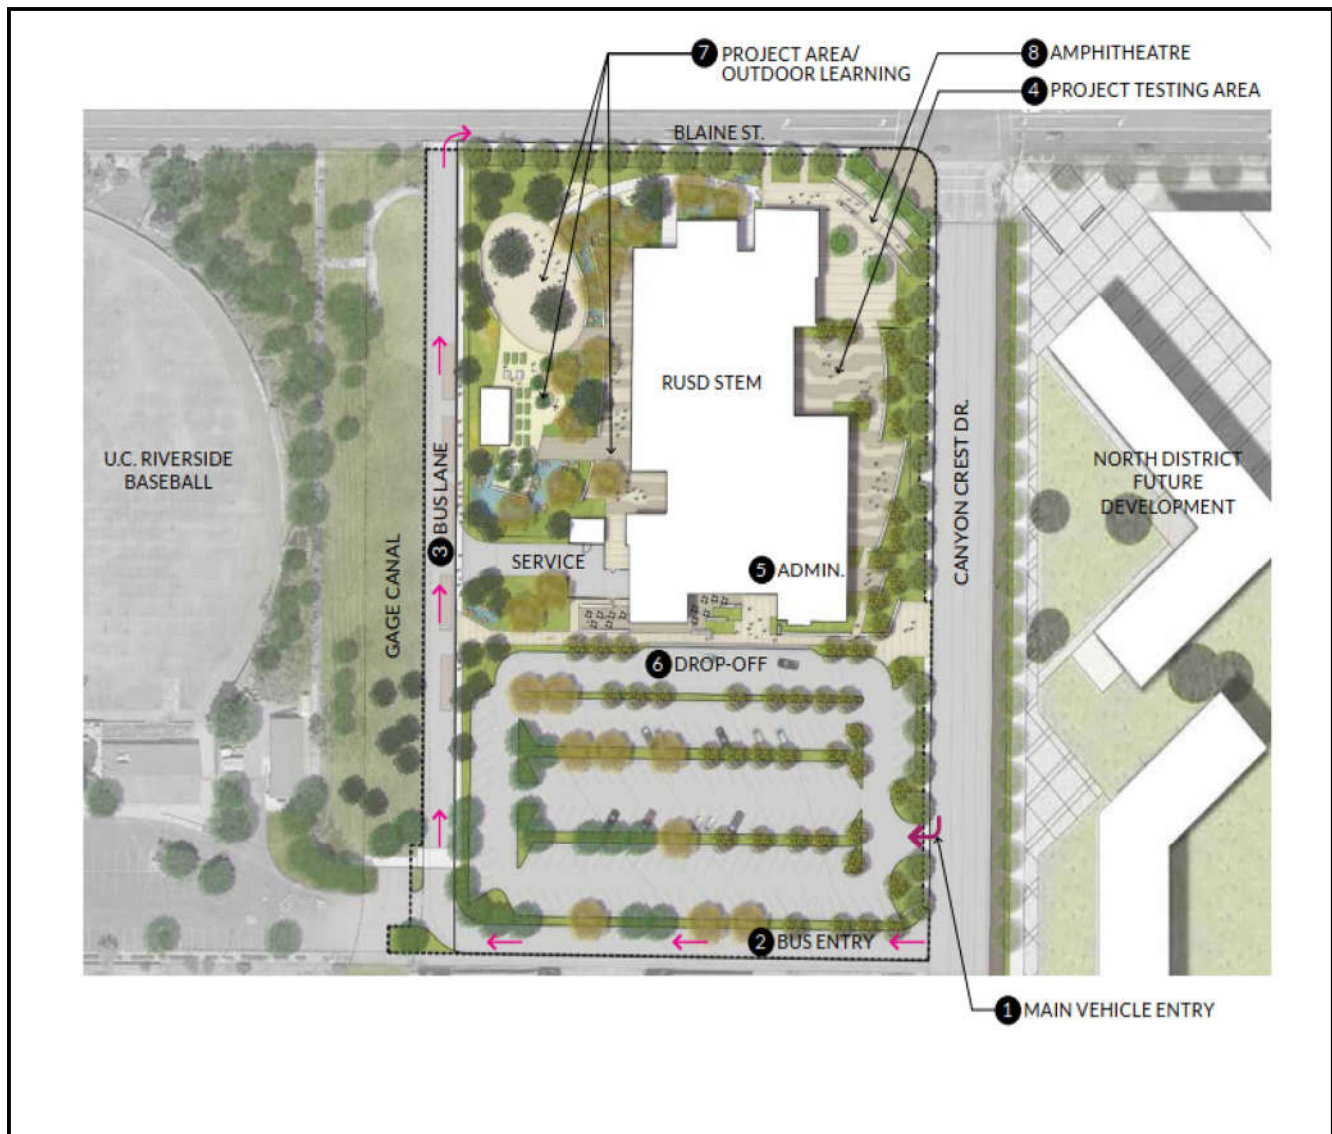 7 PROJECT AREA/
OUTDOOR LEARNING
8 AMPHITHEATRE
4 PROJECT TESTING AREA
BLAINE ST.
RUSD STEM
U.C. RIVERSIDE
BASEBALL
GAGE CANAL
3 BUS LANE
SERVICE
5 ADMIN.
CANYON CREST DR.
NORTH DISTRICT
FUTURE
DEVELOPMENT
6 DROP-OFF
2 BUS ENTRY
1 MAIN VEHICLE ENTRY